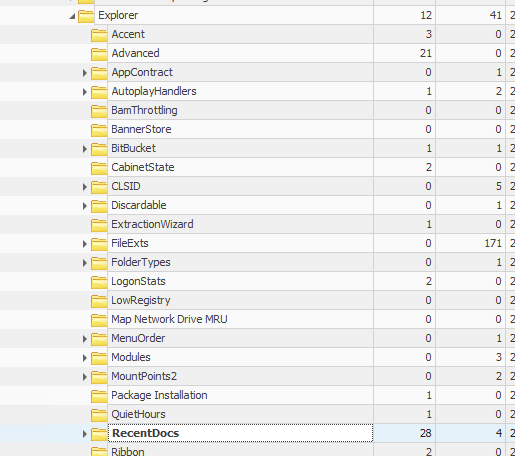 Explorer 12 41 2
Accent 3 0 2
Advanced 21 0 2
AppContract 0 1 2
AutoplayHandlers 1 2 2
BamThrottling 0 0 2
BannerStore 0 0 2
BitBucket 1 1 2
CabinetState 2 0 2
CLSID 0 5 2
Discardable 0 1 2
ExtractionWizard 1 0 2
FileExts 0 171 2
FolderTypes 0 1 2
LogonStats 2 0 2
LowRegistry 0 0 2
Map Network Drive MRU 0 0 2
MenuOrder 0 1 2
Modules 0 3 2
MountPoints2 0 2 2
Package Installation 1 0 2
QuietHours 1 0 2
RecentDocs 28 4 2
Ribbon 2 0 2